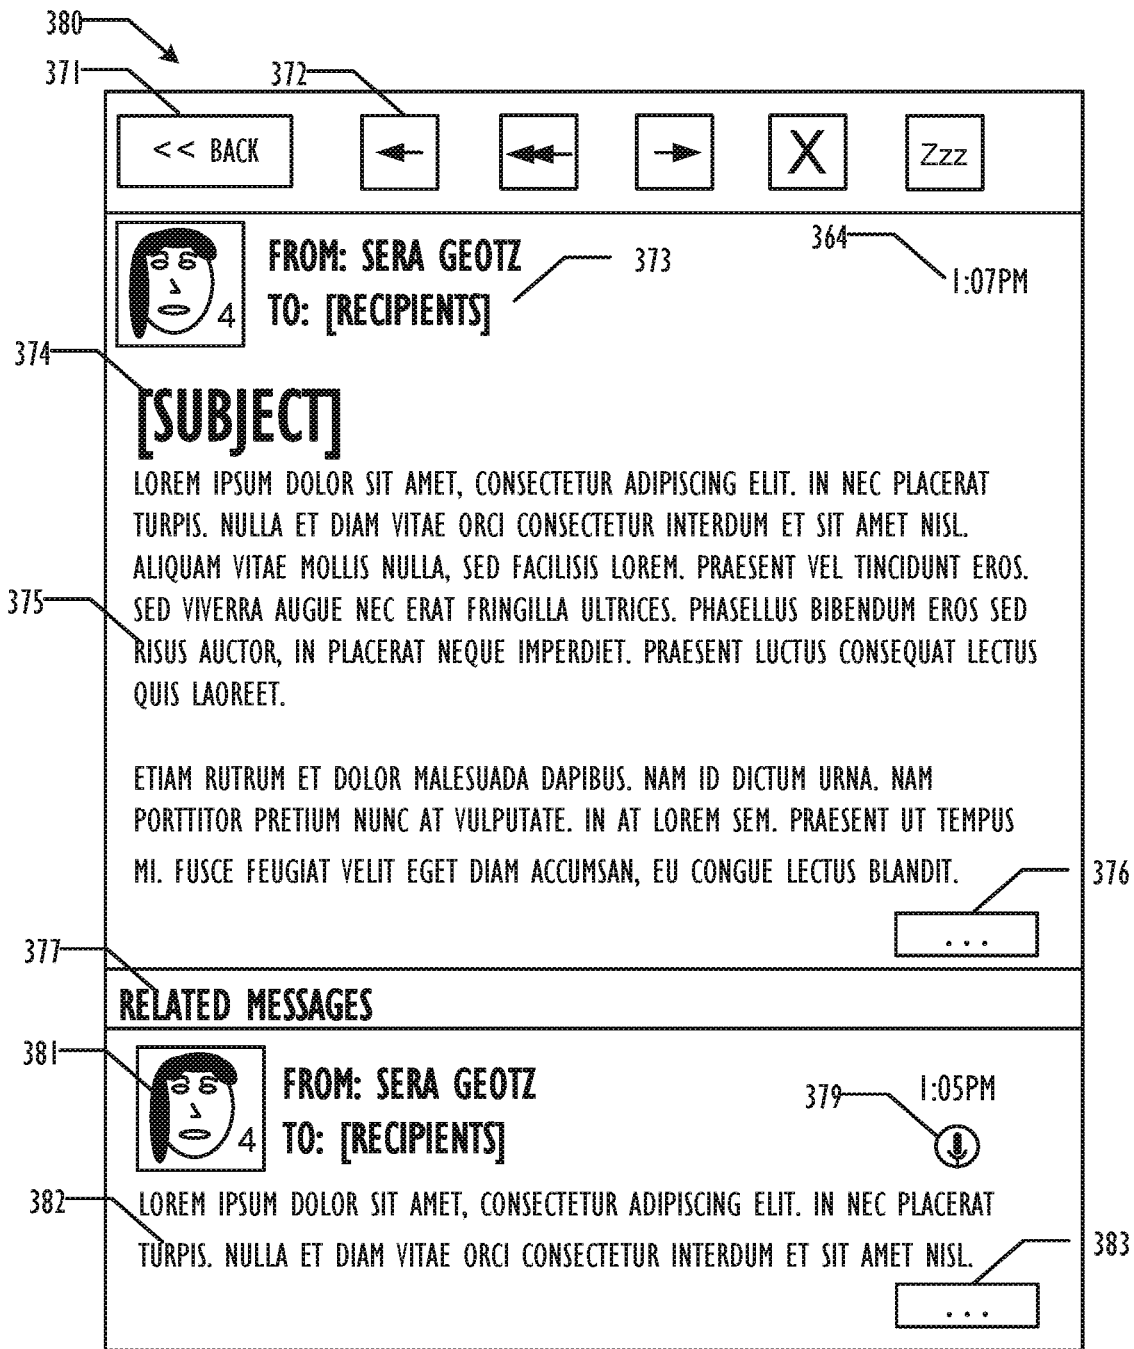 380
371
372
<< BACK
X
Zzz
364
FROM: SERA GEOTZ
373
1:07PM
TO: [RECIPIENTS]
4
374
[SUBJECT]
LOREM IPSUM DOLOR SIT AMET, CONSECTETUR ADIPISCING ELIT. IN NEC PLACERAT
TURPIS. NULLA ET DIAM VITAE ORCI CONSECTETUR INTERDUM ET SIT AMET NISL.
ALIQUAM VITAE MOLLIS NULLA, SED FACILISIS LOREM. PRAESENT VEL TINCIDUNT EROS.
375
SED VIVERRA AUGUE NEC ERAT FRINGILLA ULTRICES. PHASELLUS BIBENDUM EROS SED
RISUS AUCTOR, IN PLACERAT NEQUE IMPERDIET. PRAESENT LUCTUS CONSEQUAT LECTUS
QUIS LAOREET.
ETIAM RUTRUM ET DOLOR MALESUADA DAPIBUS. NAM ID DICTUM URNA. NAM
PORTTITOR PRETIUM NUNC AT VULPUTATE. IN AT LOREM SEM. PRAESENT UT TEMPUS
MI. FUSCE FEUGIAT VELIT EGET DIAM ACCUMSAN, EU CONGUE LECTUS BLANDIT.
376
...
377
RELATED MESSAGES
381
FROM: SERA GEOTZ
379
1:05PM
4
TO: [RECIPIENTS]
382
LOREM IPSUM DOLOR SIT AMET, CONSECTETUR ADIPISCING ELIT. IN NEC PLACERAT
TURPIS. NULLA ET DIAM VITAE ORCI CONSECTETUR INTERDUM ET SIT AMET NISL.
383
...